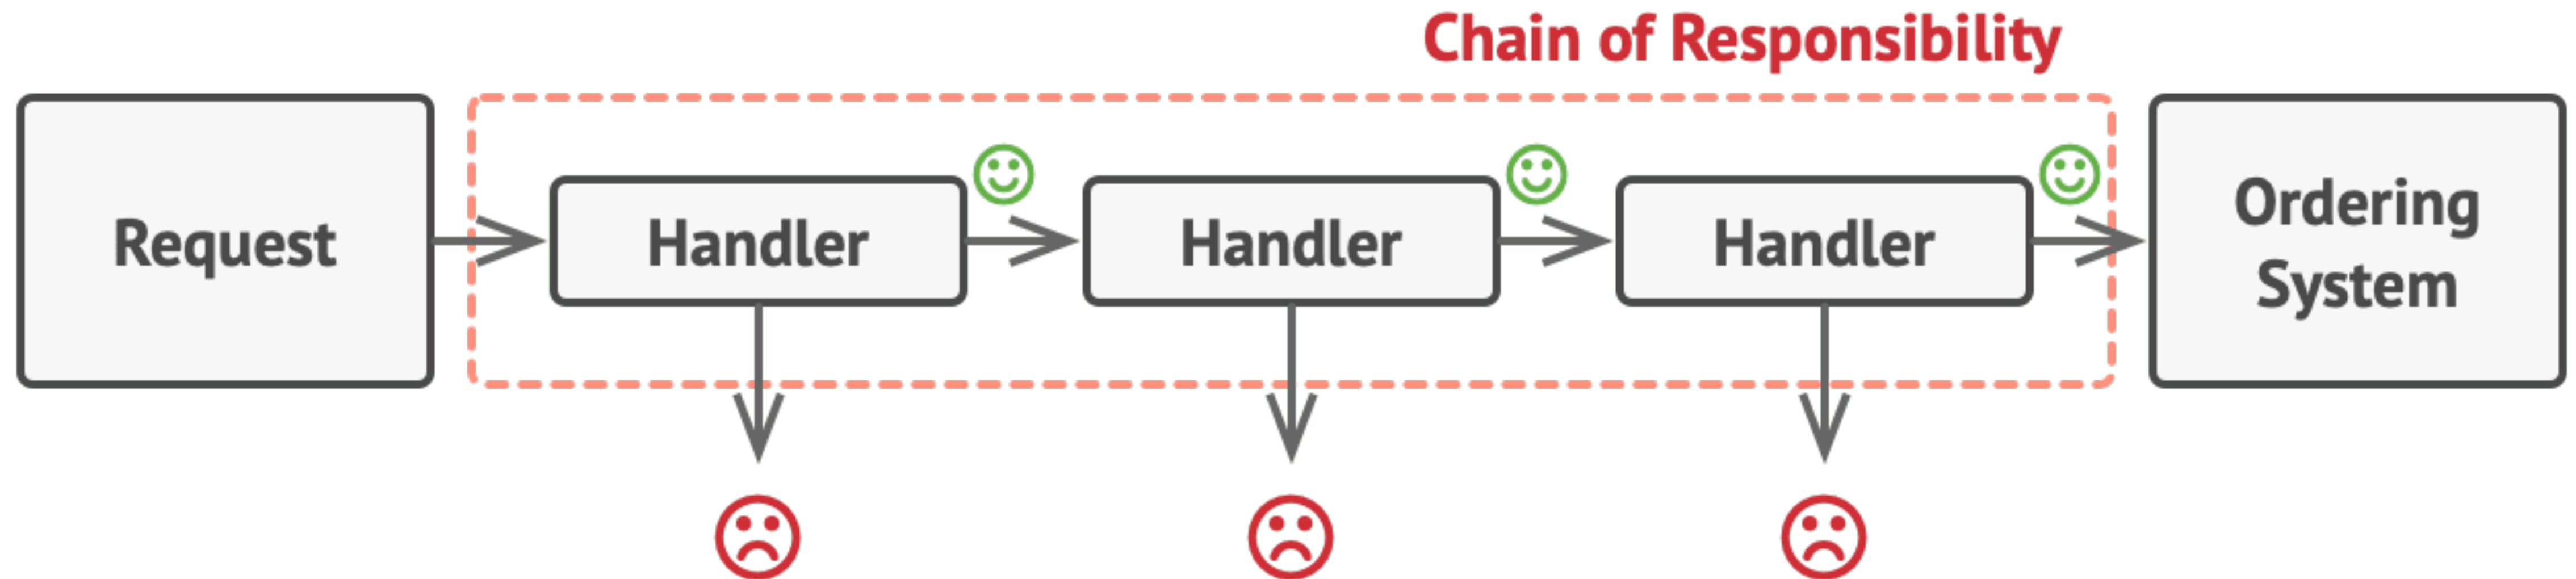 Chain of Responsibility
Request
Handler
Handler
Handler
Ordering
System